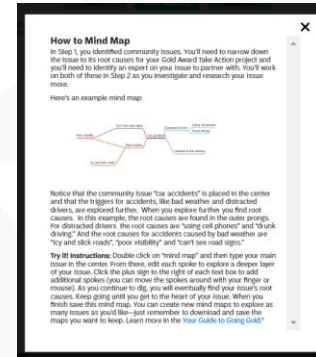 ×
How to Mind Map
In Step 1, you identified community issues. You'll need to narrow down
the issue to its root causes for your Gold Award Take Action project and
you'll need to identify an expert on your issue to partner with. You'll work
on both of these in Step 2 as you investigate and research your issue
more.
Here's an example mind map:
Notice that the community issue "car accidents" is placed in the center
and that the triggers for accidents, like bad weather and distracted
drivers, are explored further. When you explore further you find root
causes. In this example, the root causes are found in the outer prongs.
For distracted drivers. the root causes are "using cell phones" and "drunk
driving." And the root causes for accidents caused by bad weather are
"icy and slick roads", "poor visibility" and "can't see road signs."
Try it! Instructions: Double click on "mind map" and then type your main
issue in the center. From there, edit each spoke to explore a deeper layer
of your issue. Click the plus sign to the right of each text box to add
additional spokes (you can move the spokes around with your finger or
mouse). As you continue to dig, you will eventually find your issue's root
causes. Keep going until you get to the heart of your issue. When you
finish save this mind map. You can create new mind maps to explore as
many issues as you'd like—just remember to download and save the
maps you want to keep. Learn more in the Your Guide to Going Gold."